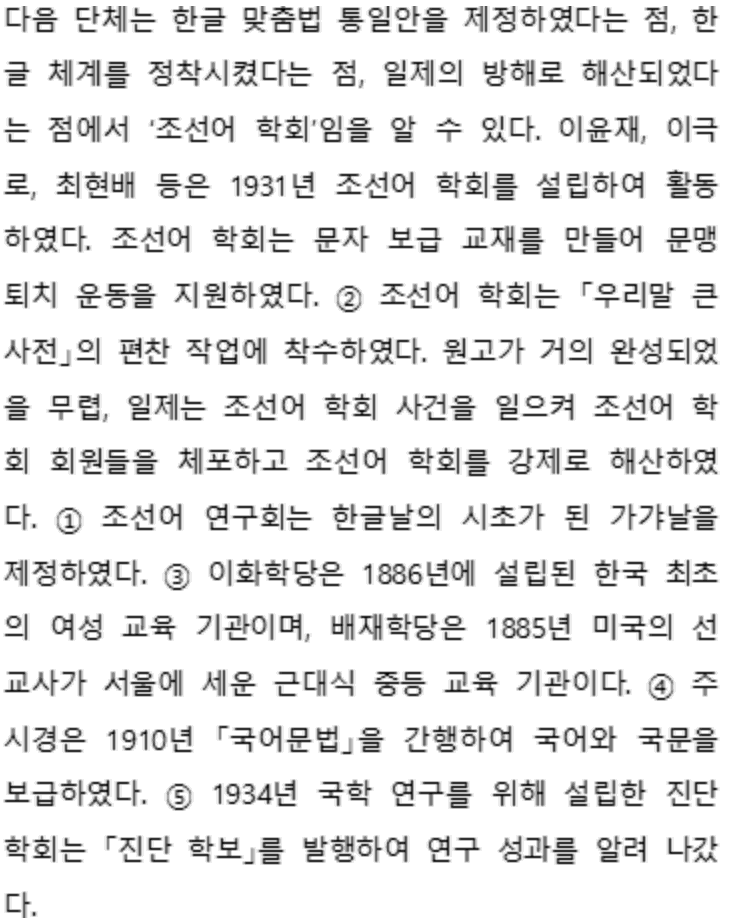 다음 단체는 한글 맞춤법 통일안을 제정하였다는 점, 한
글 체계를 정착시켰다는 점, 일제의 방해로 해산되었다
는 점에서 ‘조선어 학회’임을 알 수 있다. 이윤재, 이극
로, 최현배 등은 1931년 조선어 학회를 설립하여 활동
하였다. 조선어 학회는 문자 보급 교재를 만들어 문맹
퇴치 운동을 지원하였다. ② 조선어 학회는 「우리말 큰
사전」의 편찬 작업에 착수하였다. 원고가 거의 완성되었
을 무렵, 일제는 조선어 학회 사건을 일으켜 조선어 학
회 회원들을 체포하고 조선어 학회를 강제로 해산하였
다. ① 조선어 연구회는 한글날의 시초가 된 가갸날을
제정하였다. ③ 이화학당은 1886년에 설립된 한국 최초
의 여성 교육 기관이며, 배재학당은 1885년 미국의 선
교사가 서울에 세운 근대식 중등 교육 기관이다. ④ 주
시경은 1910년 「국어문법」을 간행하여 국어와 국문을
보급하였다. ⑤ 1934년 국학 연구를 위해 설립한 진단
학회는 「진단 학보」를 발행하여 연구 성과를 알려 나갔
다.